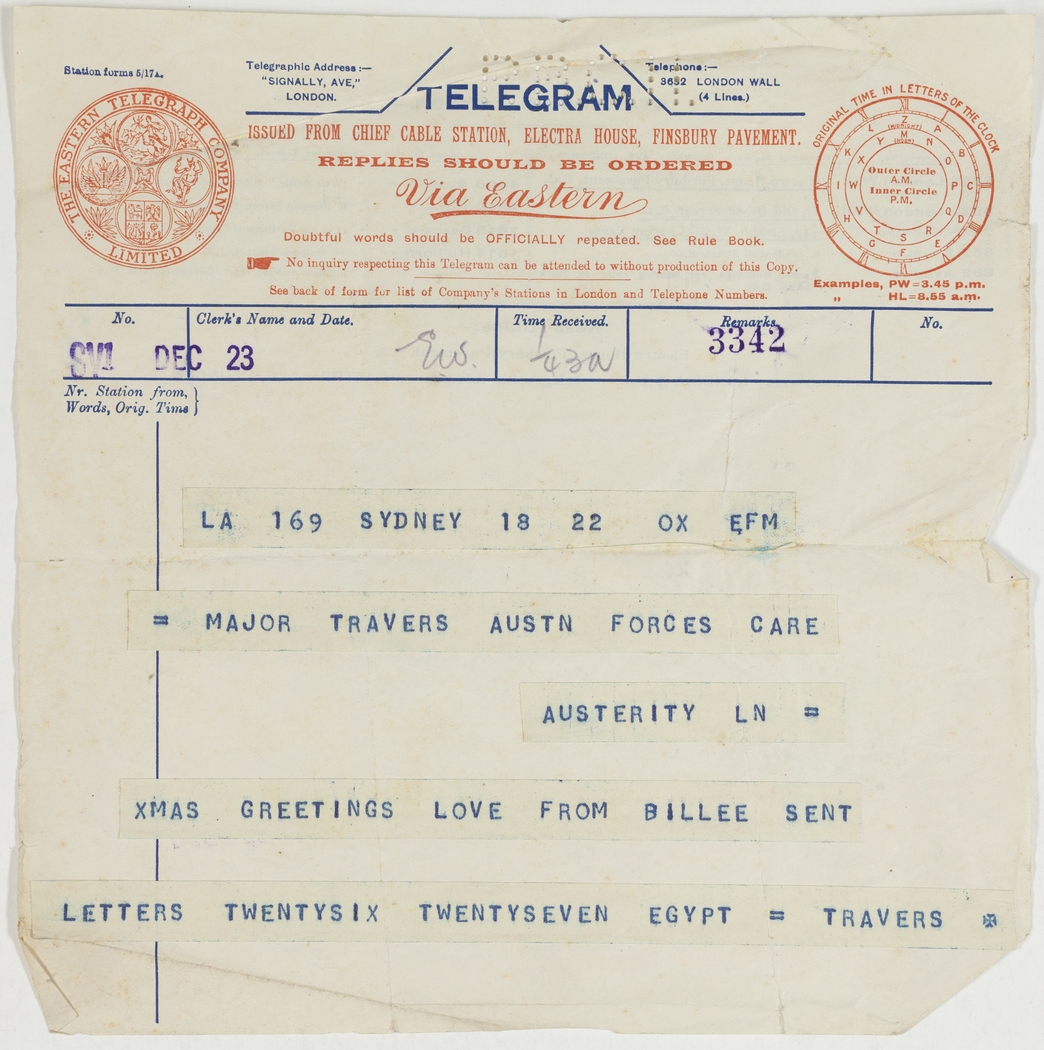 Station forms 5/17A.
Telegraphic Address :—
"SIGNALLY, AVE,"
LONDON.
TELEGRAM
Telephone:—
3682 LONDON WALL
(4 Lines.)
ISSUED FROM CHIEF CABLE STATION, ELECTRA HOUSE, FINSBURY PAVEMENT.
REPLIES SHOULD BE ORDERED
Via Eastern
Doubtful words should be OFFICIALLY repeated. See Rule Book.
No inquiry respecting this Telegram can be attended to without production of this Copy.
See back of form for list of Company's Stations in London and Telephone Numbers.
THE EASTERN TELEGRAPH COMPANY
LIMITED
ORIGINAL TIME IN LETTERS OF THE CLOCK
Z
(MIDNIGHT)
A B C D E F G H I K L
M
(NOON)
N O P Q R S T V W X Y
Outer Circle
A.M.
Inner Circle
P.M.
Examples, PW=3.45 p.m.
" HL=8.55 a.m.
No. Clerk's Name and Date. Time Received. Remarks. No.
SY1 DEC 23 3342
Nr. Station from,
Words, Orig. Time
LA 169 SYDNEY 18 22 OX EFM
= MAJOR TRAVERS AUSTN FORCES CARE
AUSTERITY LN =
XMAS GREETINGS LOVE FROM BILLEE SENT
LETTERS TWENTYSIX TWENTYSEVEN EGYPT = TRAVERS